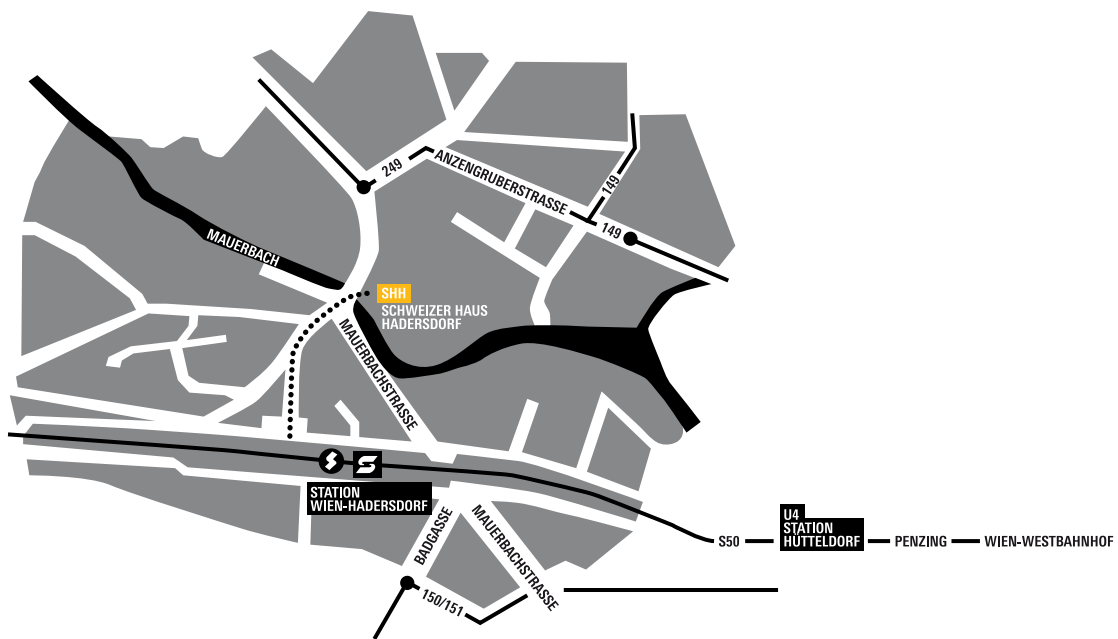 249
ANZENGRUBERSTRASSE
149
149
MAUERBACH
SHH
SCHWEIZER HAUS
HADERSDORF
MAUERBACHSTRASSE
STATION
WIEN-HADERSDORF
BADGASSE
MAUERBACHSTRASSE
150/151
S50
U4
STATION
HÜTTELDORF
PENZING
WIEN-WESTBAHNHOF